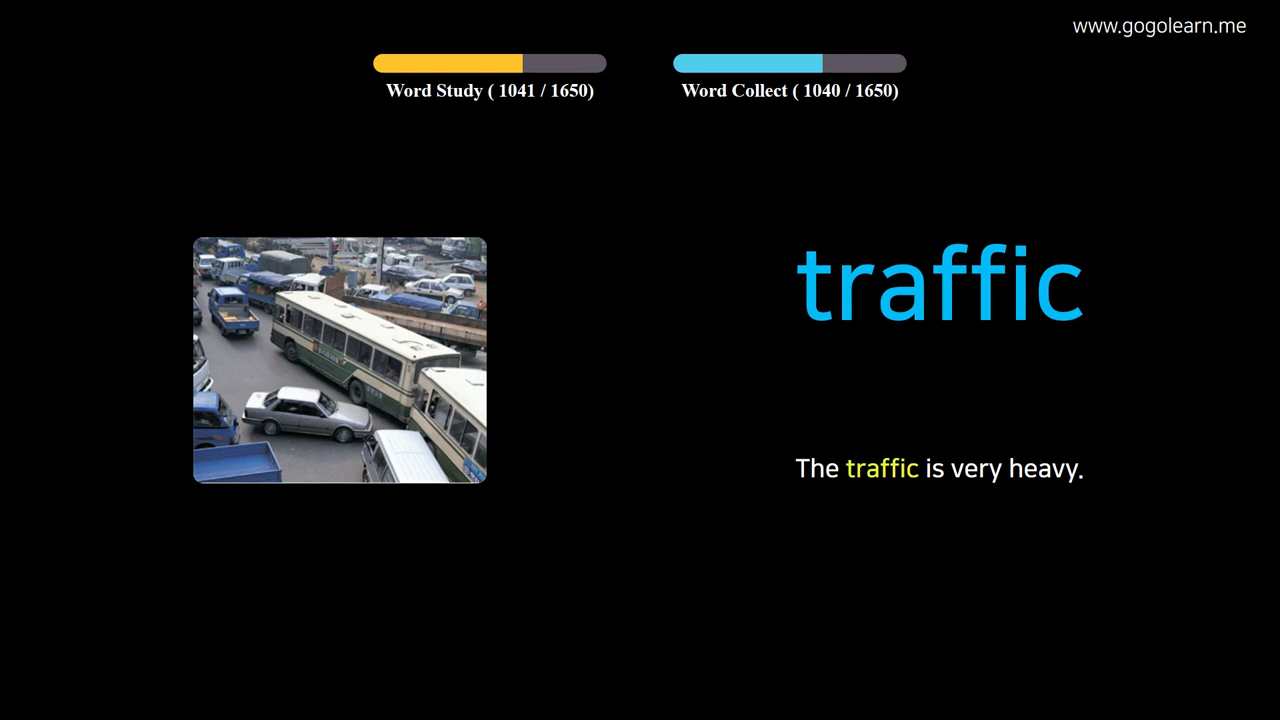 www.gogolearn.me
Word Study ( 1041 / 1650)
Word Collect ( 1040 / 1650)
traffic
The traffic is very heavy.